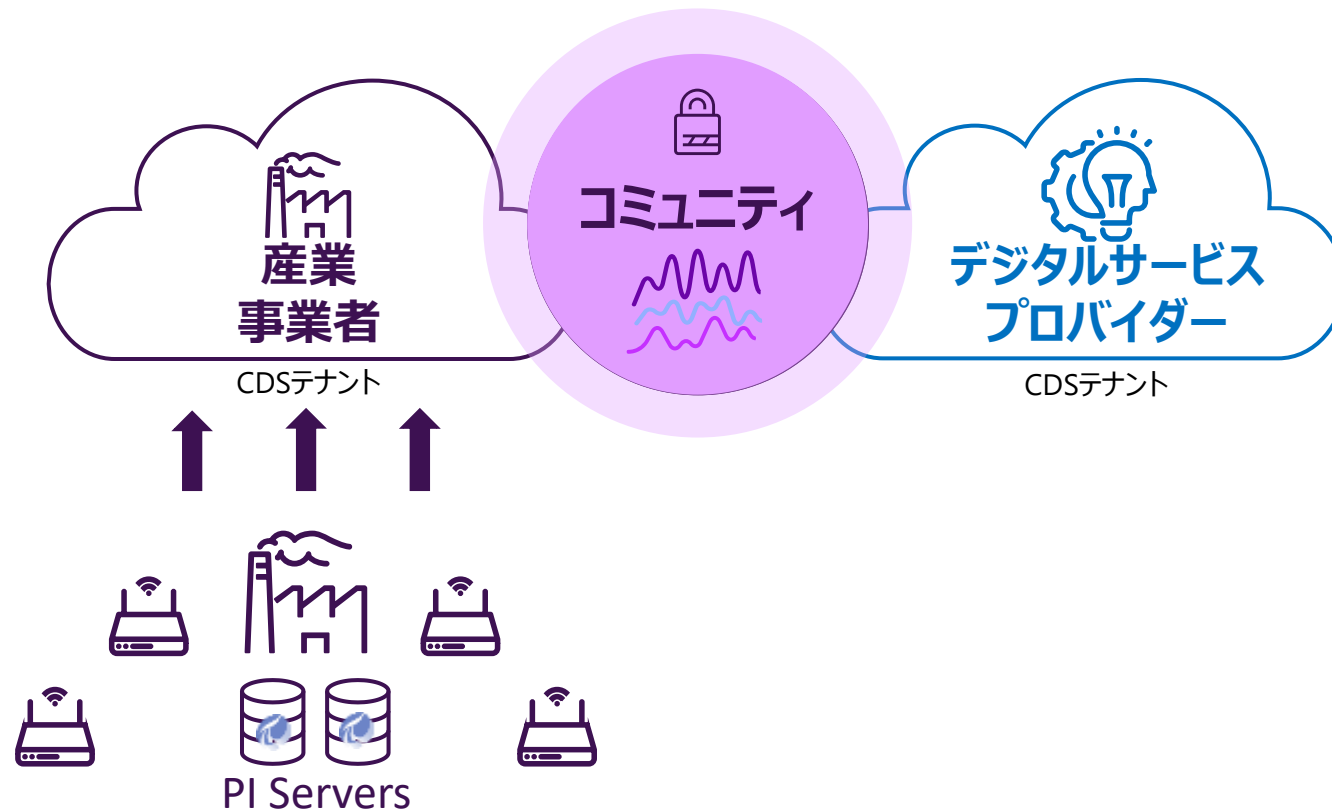 コミュニティ
産業
事業者
CDSテナント
デジタルサービス
プロバイダー
CDSテナント
PI Servers